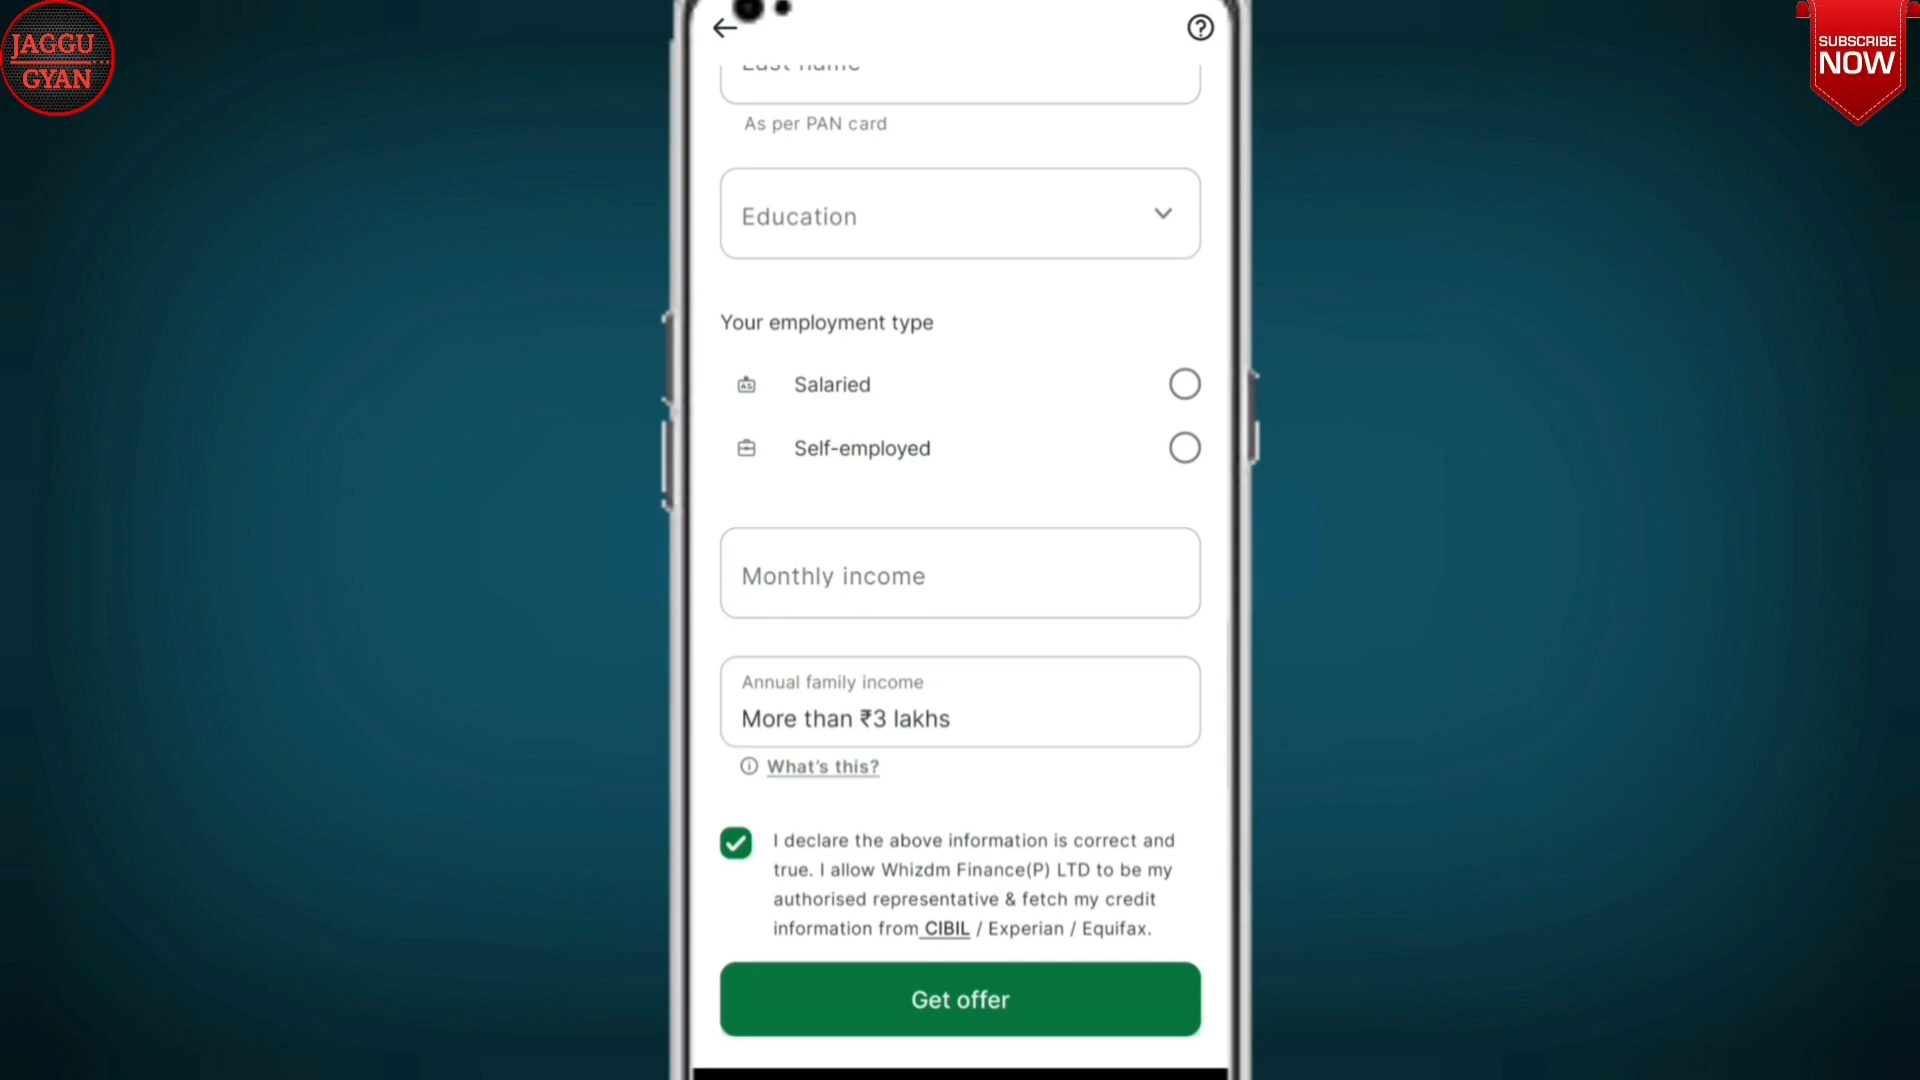 JAGGU
GYAN
SUBSCRIBE
NOW
Last name
As per PAN card
Education
Your employment type
Salaried
Self-employed
Monthly income
Annual family income
More than ₹3 lakhs
What's this?
I declare the above information is correct and
true. I allow Whizdm Finance(P) LTD to be my
authorised representative & fetch my credit
information from CIBIL / Experian / Equifax.
Get offer